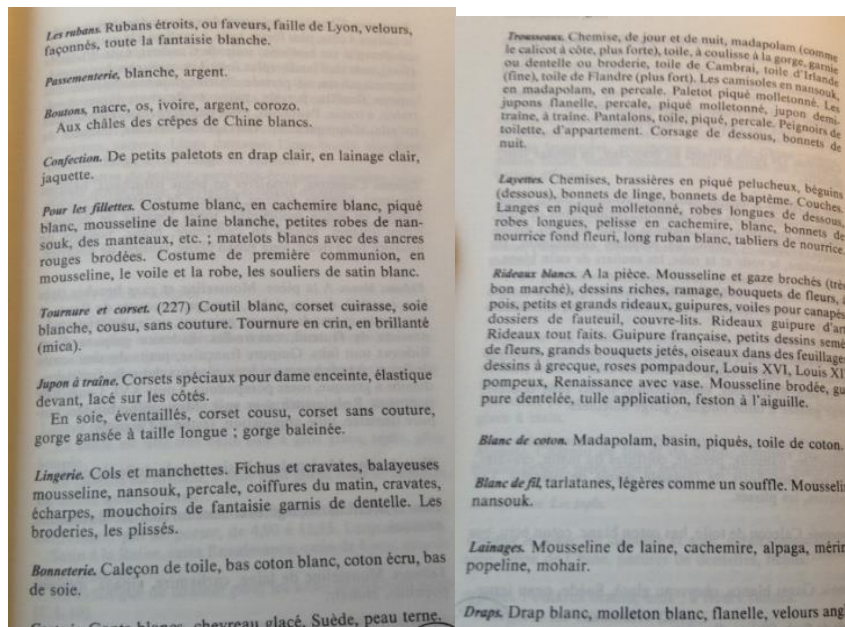 Les rubans. Rubans étroits, ou faveurs, faille de Lyon, velours,
façonnés, toute la fantaisie blanche.
Passementerie, blanche, argent.
Boutons, nacre, os, ivoire, argent, corozo.
Aux châles des crêpes de Chine blancs.
Confection. De petits paletots en drap clair, en lainage clair,
jaquette.
Pour les fillettes. Costume blanc, en cachemire blanc, piqué
blanc, mousseline de laine blanche, petites robes de nan-
souk, des manteaux, etc. ; matelots blancs avec des ancres
rouges brodées. Costume de première communion, en
mousseline, le voile et la robe, les souliers de satin blanc.
Tournure et corset. (227) Coutil blanc, corset cuirasse, soie
blanche, cousu, sans couture. Tournure en crin, en brillanté
(mica).
Jupon à traîne. Corsets spéciaux pour dame enceinte, élastique
devant, lacé sur les côtés.
En soie, éventaillés, corset cousu, corset sans couture,
gorge gansée à taille longue ; gorge baleinée.
Lingerie. Cols et manchettes. Fichus et cravates, balayeuses
mousseline, nansouk, percale, coiffures du matin, cravates,
écharpes, mouchoirs de fantaisie garnis de dentelle. Les
broderies, les plissés.
Bonneterie. Caleçon de toile, bas coton blanc, coton écru, bas
de soie.
blancs, chevreau glacé, Suède, peau terne,
Trousseaux. Chemise, de jour et de nuit, madapolam (comme
le calicot à côte, plus forte), toile, à coulisse à la gorge, garnie
ou dentelle ou broderie, toile de Cambrai, toile d'Irlande
(fine), toile de Flandre (plus fort). Les camisoles en nansouk,
en madapolam, en percale. Paletot piqué molletonné. Les
jupons flanelle, percale, piqué molletonné, jupon demi-
traîne, à traîne. Pantalons, toile, piqué, percale. Peignoirs de
toilette, d'appartement. Corsage de dessous, bonnets de
nuit.
Layettes. Chemises, brassières en piqué pelucheux, béguins
(dessous), bonnets de linge, bonnets de baptême. Couches.
Langes en piqué molletonné, robes longues de dessous,
robes longues, pelisse en cachemire, blanc, bonnets de
nourrice fond fleuri, long ruban blanc, tabliers de nourrice.
Rideaux blancs. A la pièce. Mousseline et gaze brochés (très
bon marché), dessins riches, ramage, bouquets de fleurs, à
pois, petits et grands rideaux, guipures, voiles pour canapés
dossiers de fauteuil, couvre-lits. Rideaux guipure d'art
Rideaux tout faits. Guipure française, petits dessins semé
de fleurs, grands bouquets jetés, oiseaux dans des feuillage
dessins à grecque, roses pompadour, Louis XVI, Louis XI
pompeux, Renaissance avec vase. Mousseline brodée, gu
pure dentelée, tulle application, feston à l'aiguille.
Blanc de coton. Madapolam, basin, piqués, toile de coton.
Blanc de fil, tarlatanes, légères comme un souffle. Mousselin
nansouk.
Lainages. Mousseline de laine, cachemire, alpaga, mérin
popeline, mohair.
Draps. Drap blanc, molleton blanc, flanelle, velours ang